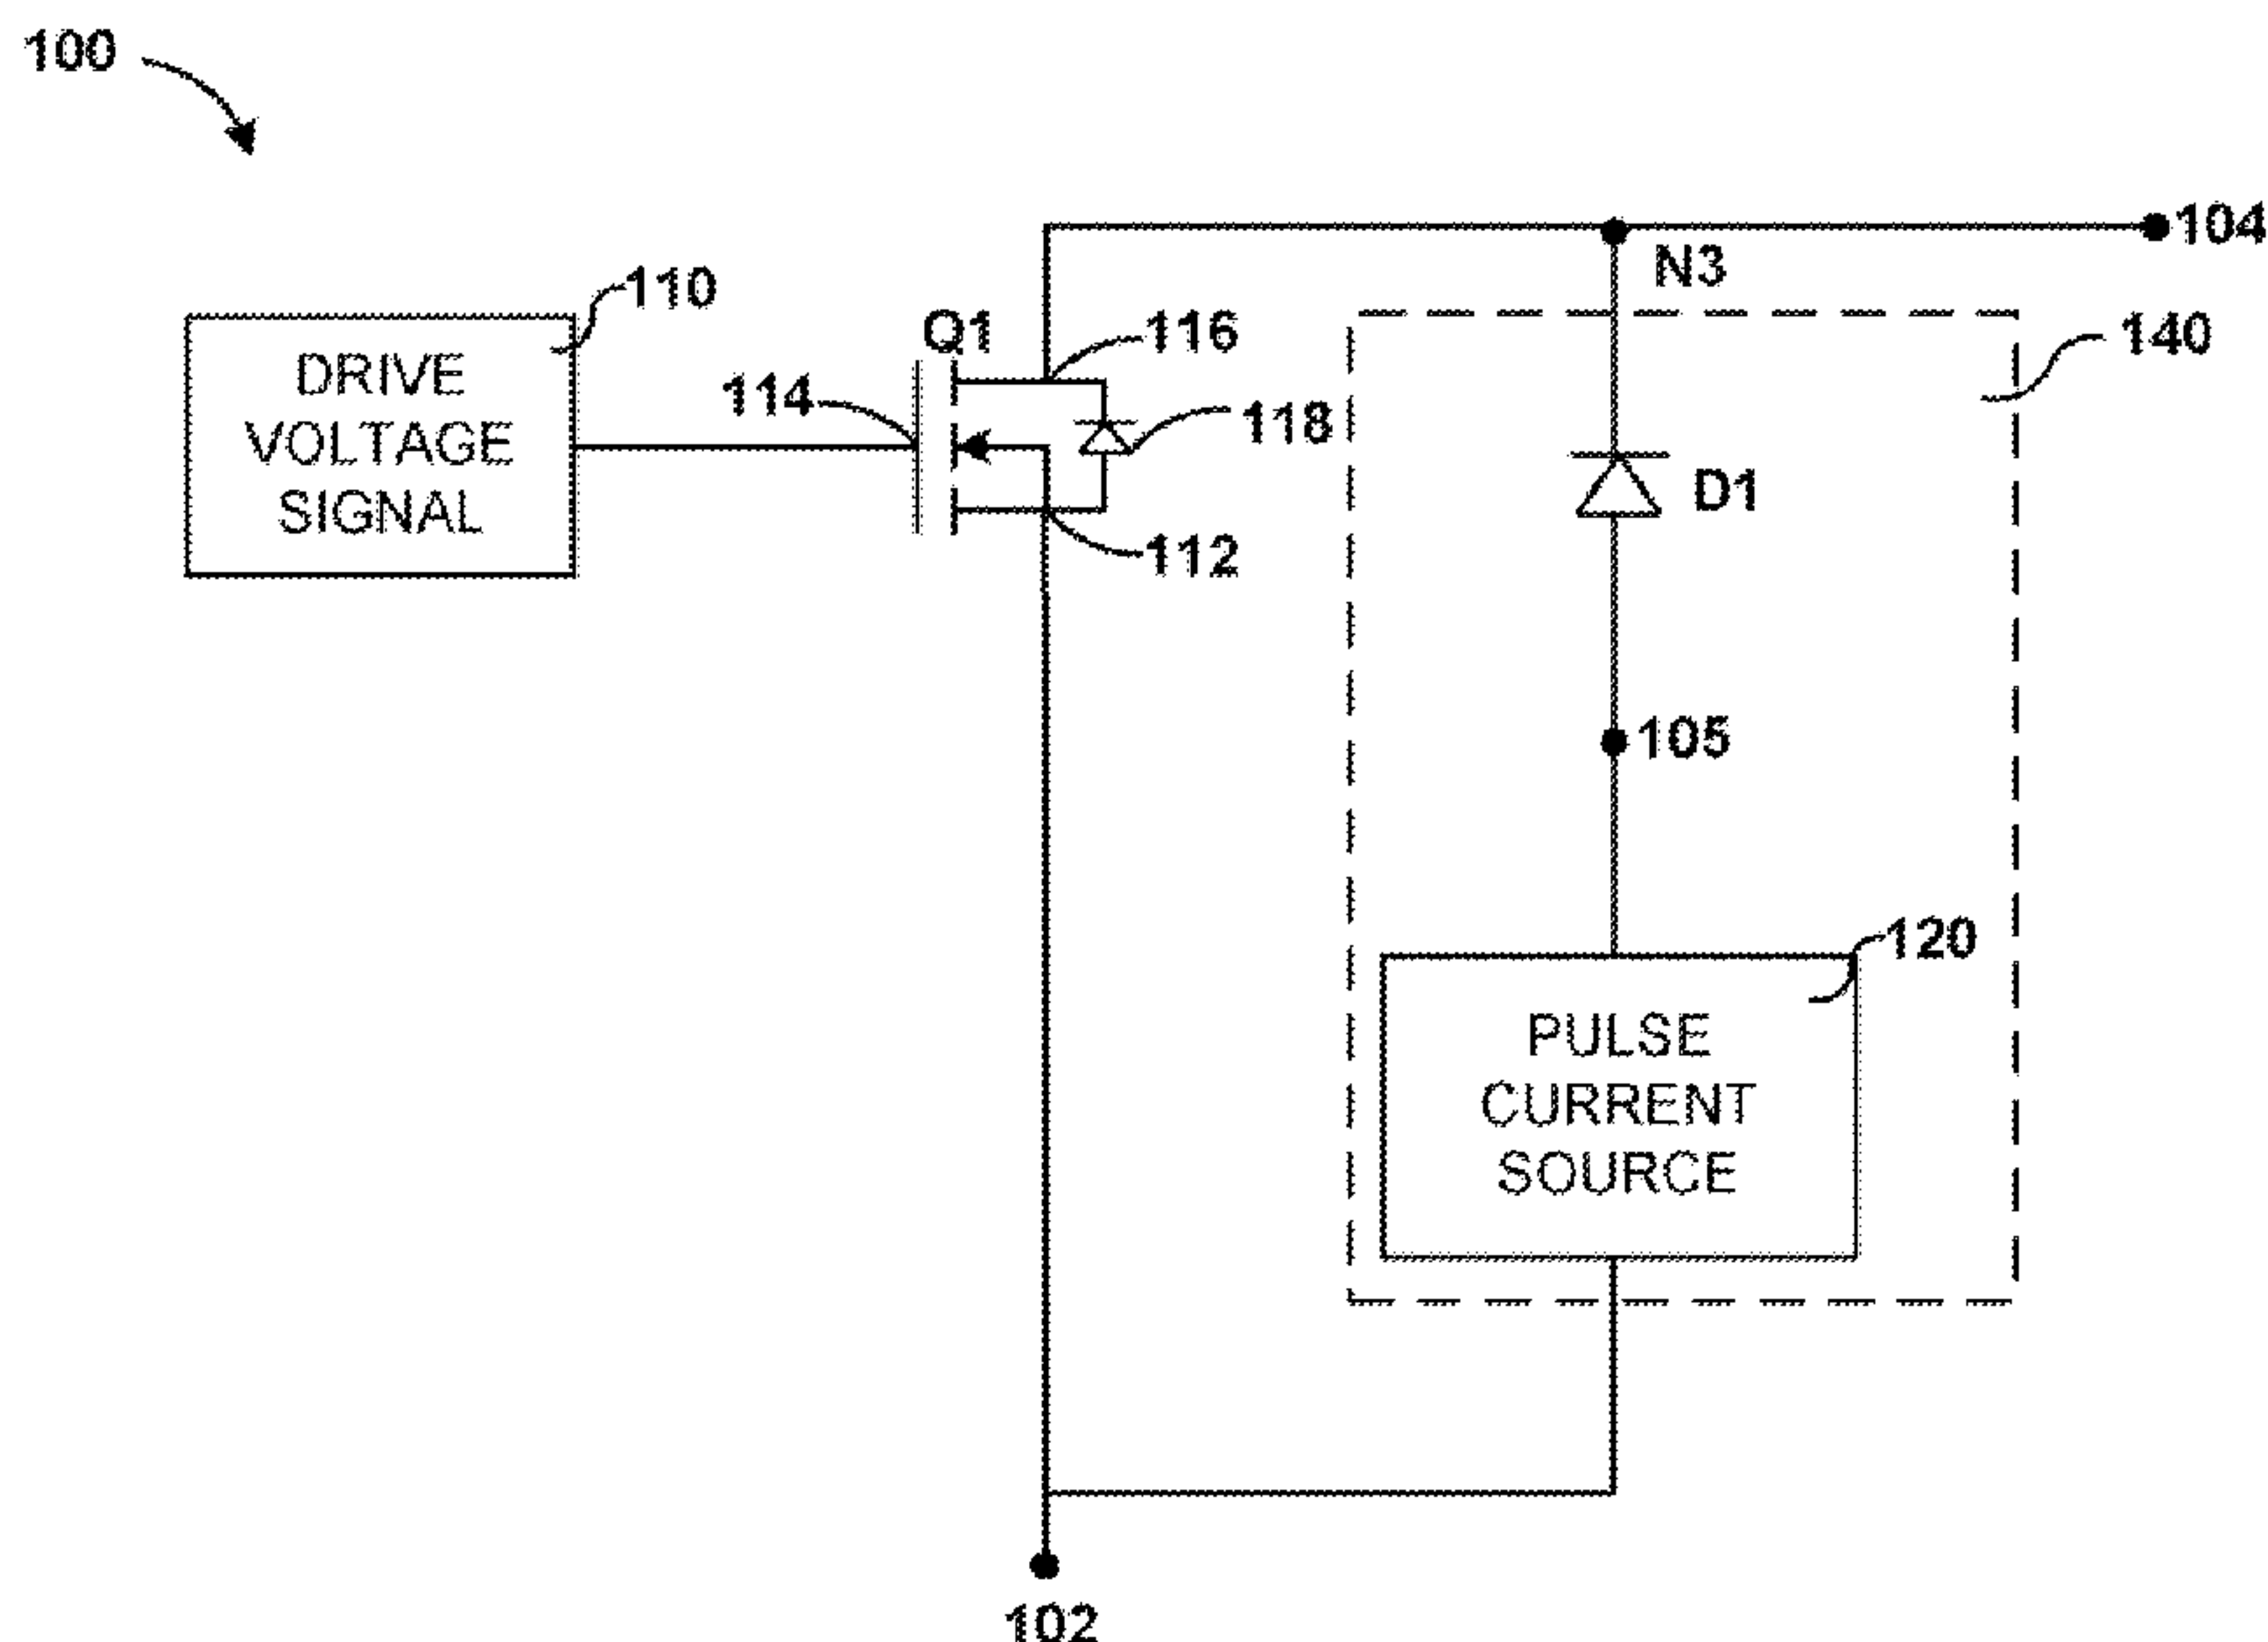 100
104
N3
110
Q1
116
140
DRIVE
VOLTAGE
SIGNAL
114
118
D1
112
105
120
PULSE
CURRENT
SOURCE
102